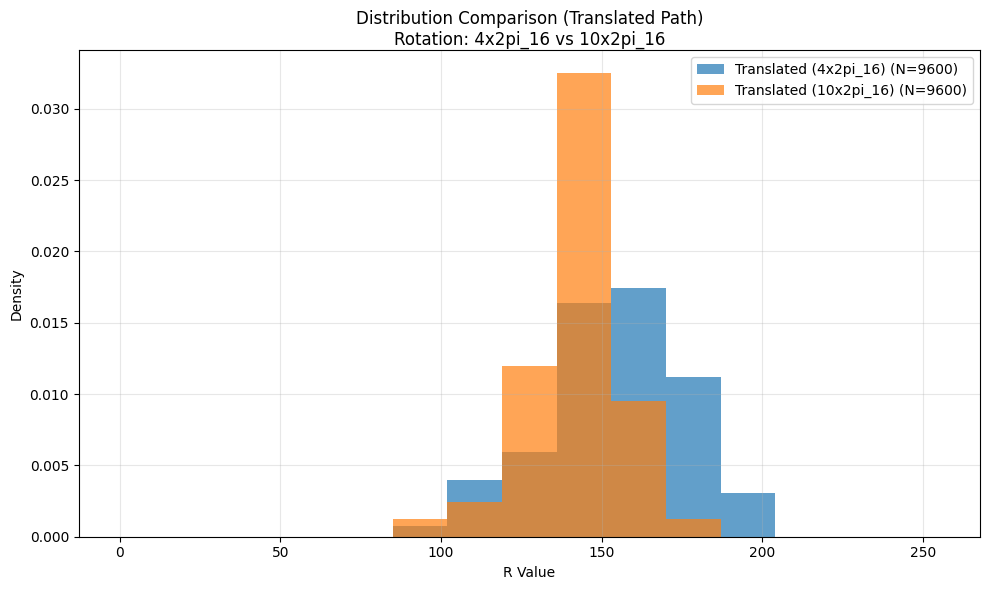 Distribution Comparison (Translated Path)
Rotation: 4x2pi_16 vs 10x2pi_16
Translated (4x2pi_16) (N=9600)
Translated (10x2pi_16) (N=9600)
Density
0.030
0.025
0.020
0.015
0.010
0.005
0.000
0 50 100 150 200 250
R Value